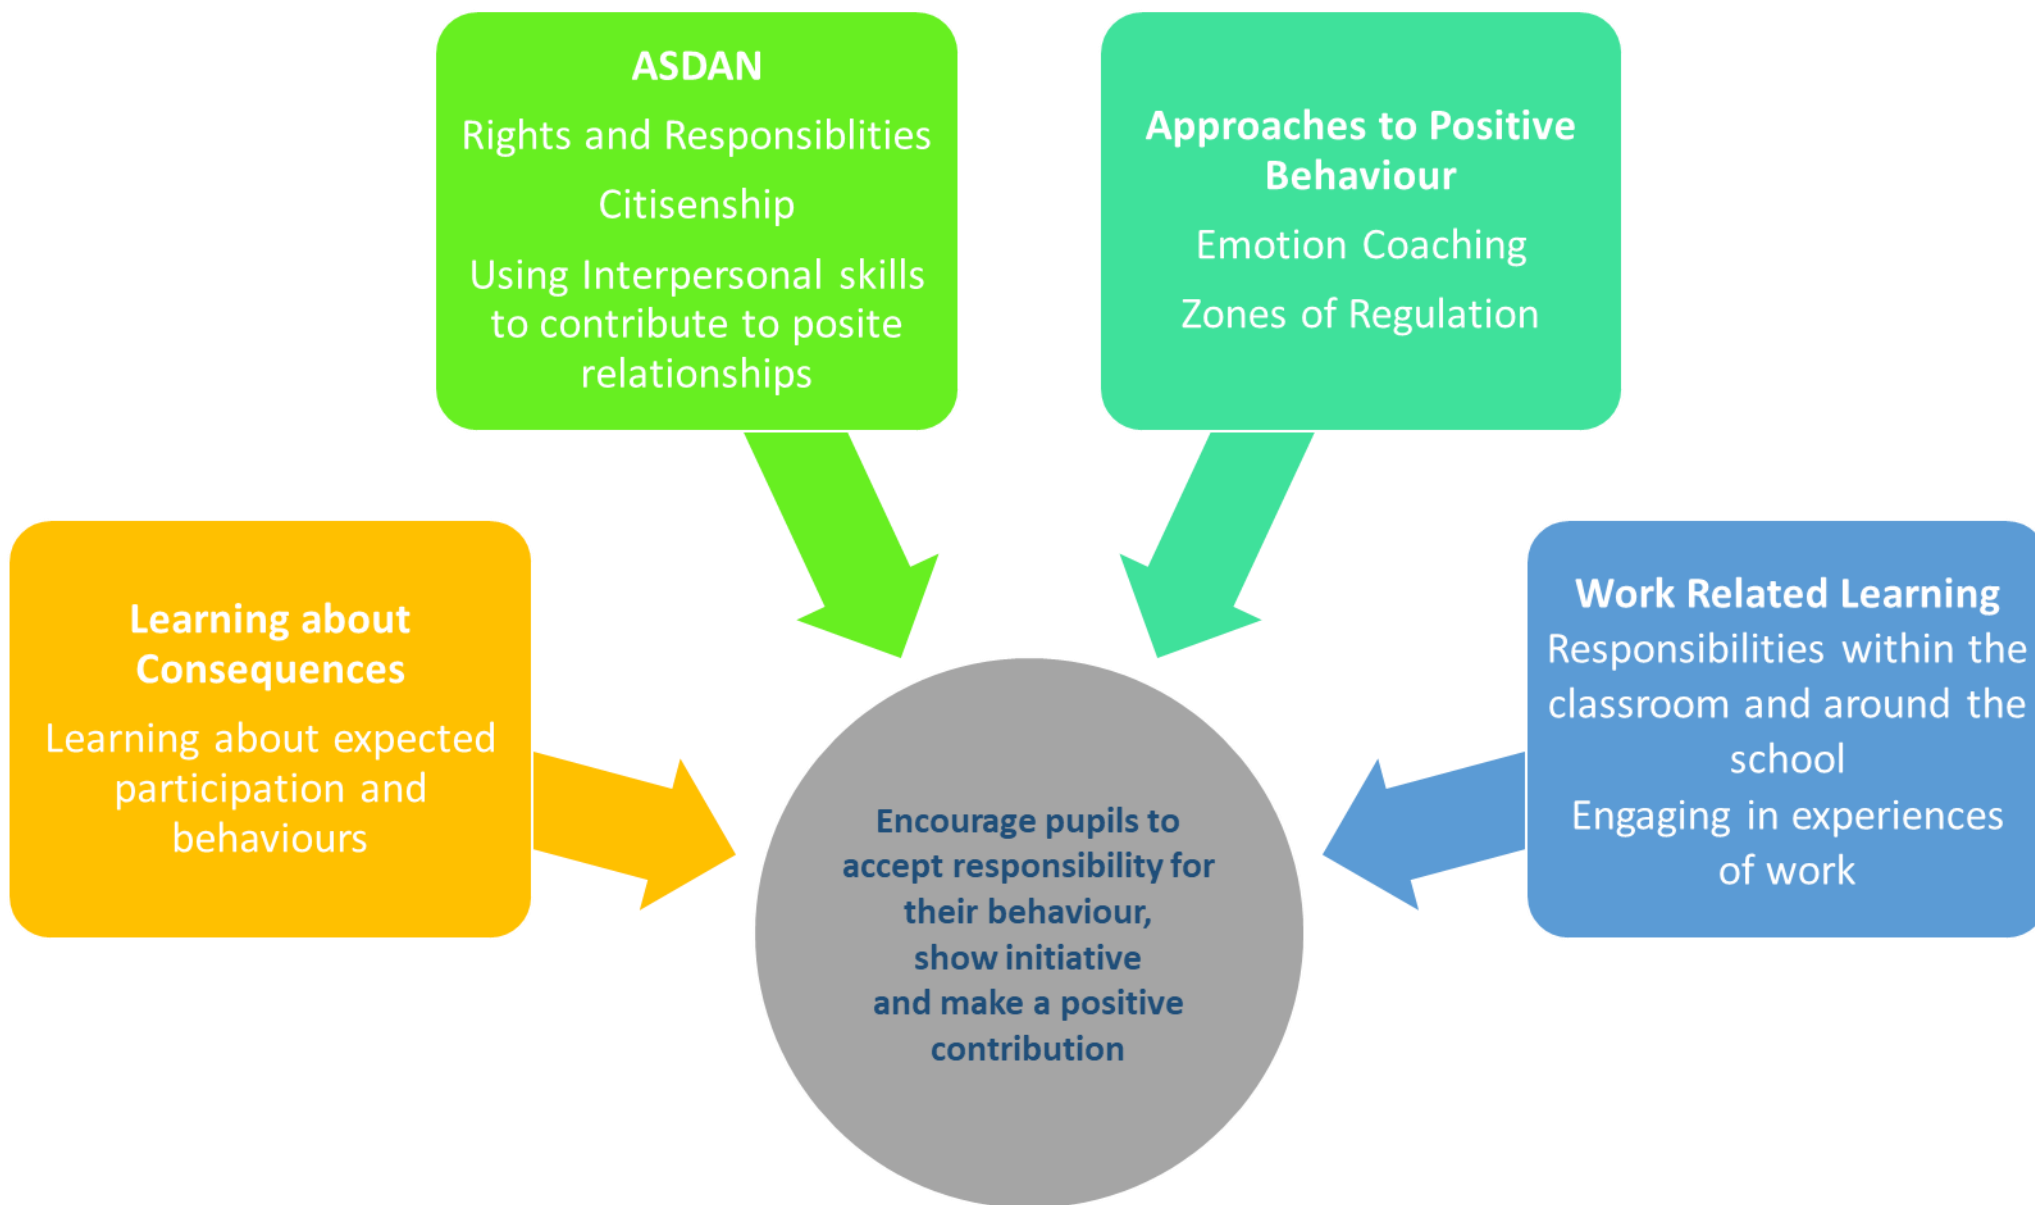 ASDAN
Rights and Responsiblities
Citisenship
Using Interpersonal skills
to contribute to posite
relationships
Approaches to Positive
Behaviour
Emotion Coaching
Zones of Regulation
Learning about
Consequences
Learning about expected
participation and
behaviours
Work Related Learning
Responsibilities within the
classroom and around the
school
Engaging in experiences
of work
Encourage pupils to
accept responsibility for
their behaviour,
show initiative
and make a positive
contribution